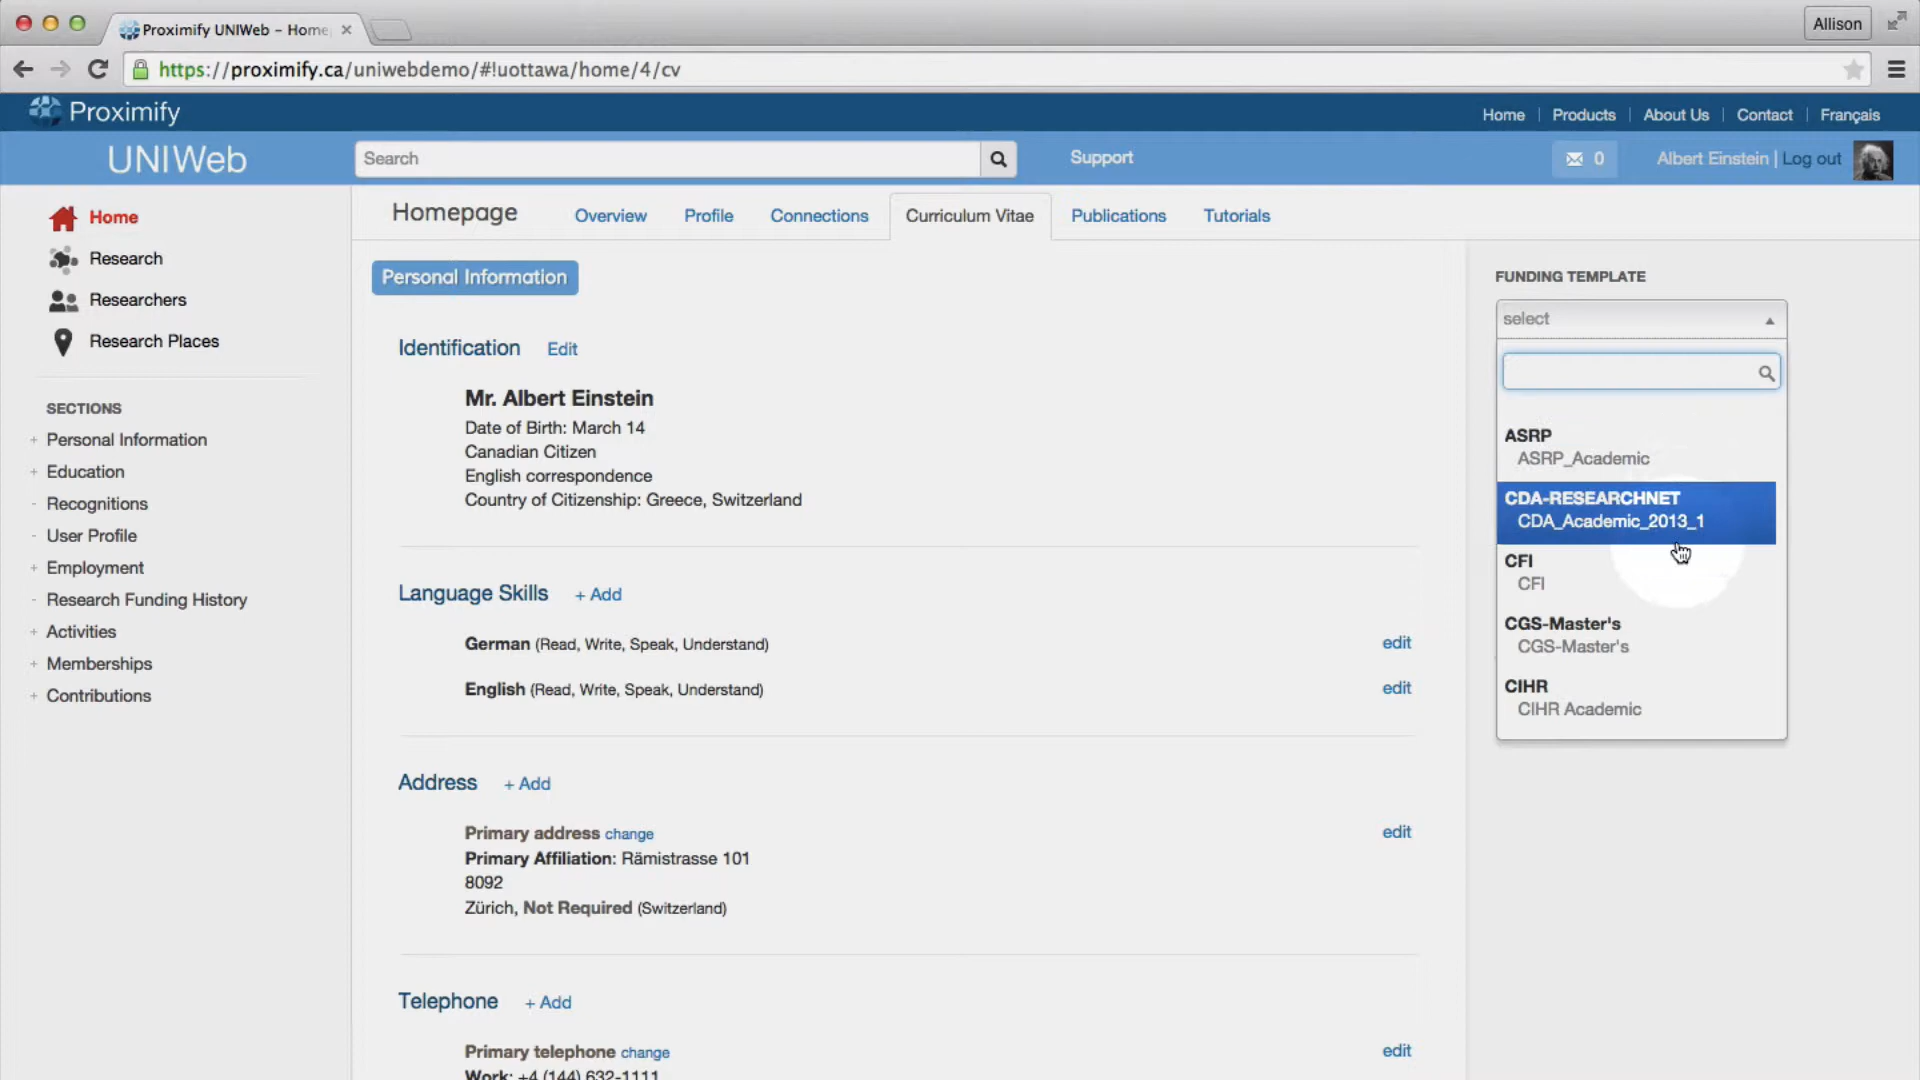 Proximify UNIWeb - Home
Allison
https://proximify.ca/uniwebdemo/#!uottawa/home/4/cv
Proximify
Home
Products
About Us
Contact
Français
UNIWeb
Search
Support
0
Albert Einstein | Log out
Home
Research
Researchers
Research Places
SECTIONS
+ Personal Information
+ Education
- Recognitions
- User Profile
+ Employment
- Research Funding History
+ Activities
+ Memberships
+ Contributions
Homepage
Overview
Profile
Connections
Curriculum Vitae
Publications
Tutorials
Personal Information
Identification Edit
Mr. Albert Einstein
Date of Birth: March 14
Canadian Citizen
English correspondence
Country of Citizenship: Greece, Switzerland
Language Skills + Add
German (Read, Write, Speak, Understand) edit
English (Read, Write, Speak, Understand) edit
Address + Add
Primary address change edit
Primary Affiliation: Rämistrasse 101
8092
Zürich, Not Required (Switzerland)
Telephone + Add
Primary telephone change edit
Work: +4 (144) 632-1111
FUNDING TEMPLATE
select
ASRP
ASRP_Academic
CDA-RESEARCHNET
CDA_Academic_2013_1
CFI
CFI
CGS-Master's
CGS-Master's
CIHR
CIHR Academic